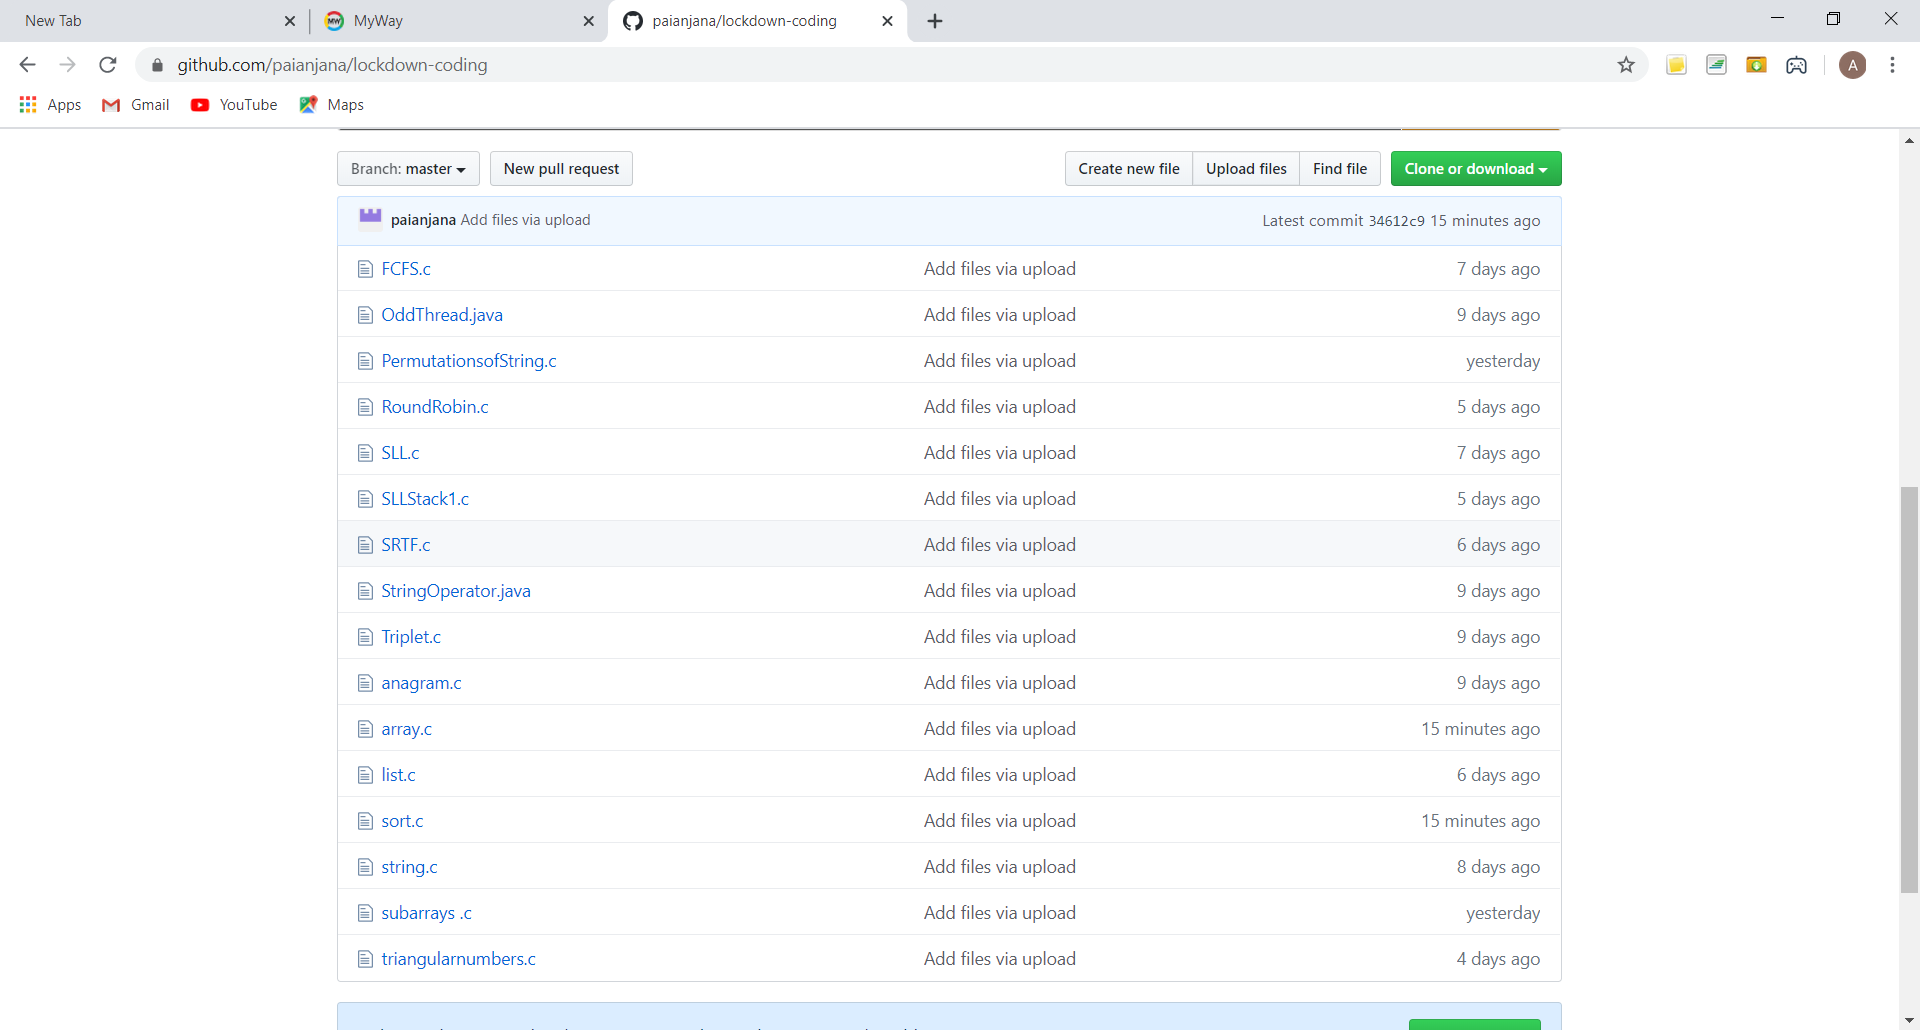 New Tab
MyWay
paianjana/lockdown-coding
github.com/paianjana/lockdown-coding
A
Apps
Gmail
YouTube
Maps
Branch: master
New pull request
Create new file
Upload files
Find file
Clone or download
paianjana Add files via upload
Latest commit 34612c9 15 minutes ago
FCFS.c Add files via upload 7 days ago
OddThread.java Add files via upload 9 days ago
PermutationsofString.c Add files via upload yesterday
RoundRobin.c Add files via upload 5 days ago
SLL.c Add files via upload 7 days ago
SLLStack1.c Add files via upload 5 days ago
SRTF.c Add files via upload 6 days ago
StringOperator.java Add files via upload 9 days ago
Triplet.c Add files via upload 9 days ago
anagram.c Add files via upload 9 days ago
array.c Add files via upload 15 minutes ago
list.c Add files via upload 6 days ago
sort.c Add files via upload 15 minutes ago
string.c Add files via upload 8 days ago
subarrays .c Add files via upload yesterday
triangularnumbers.c Add files via upload 4 days ago